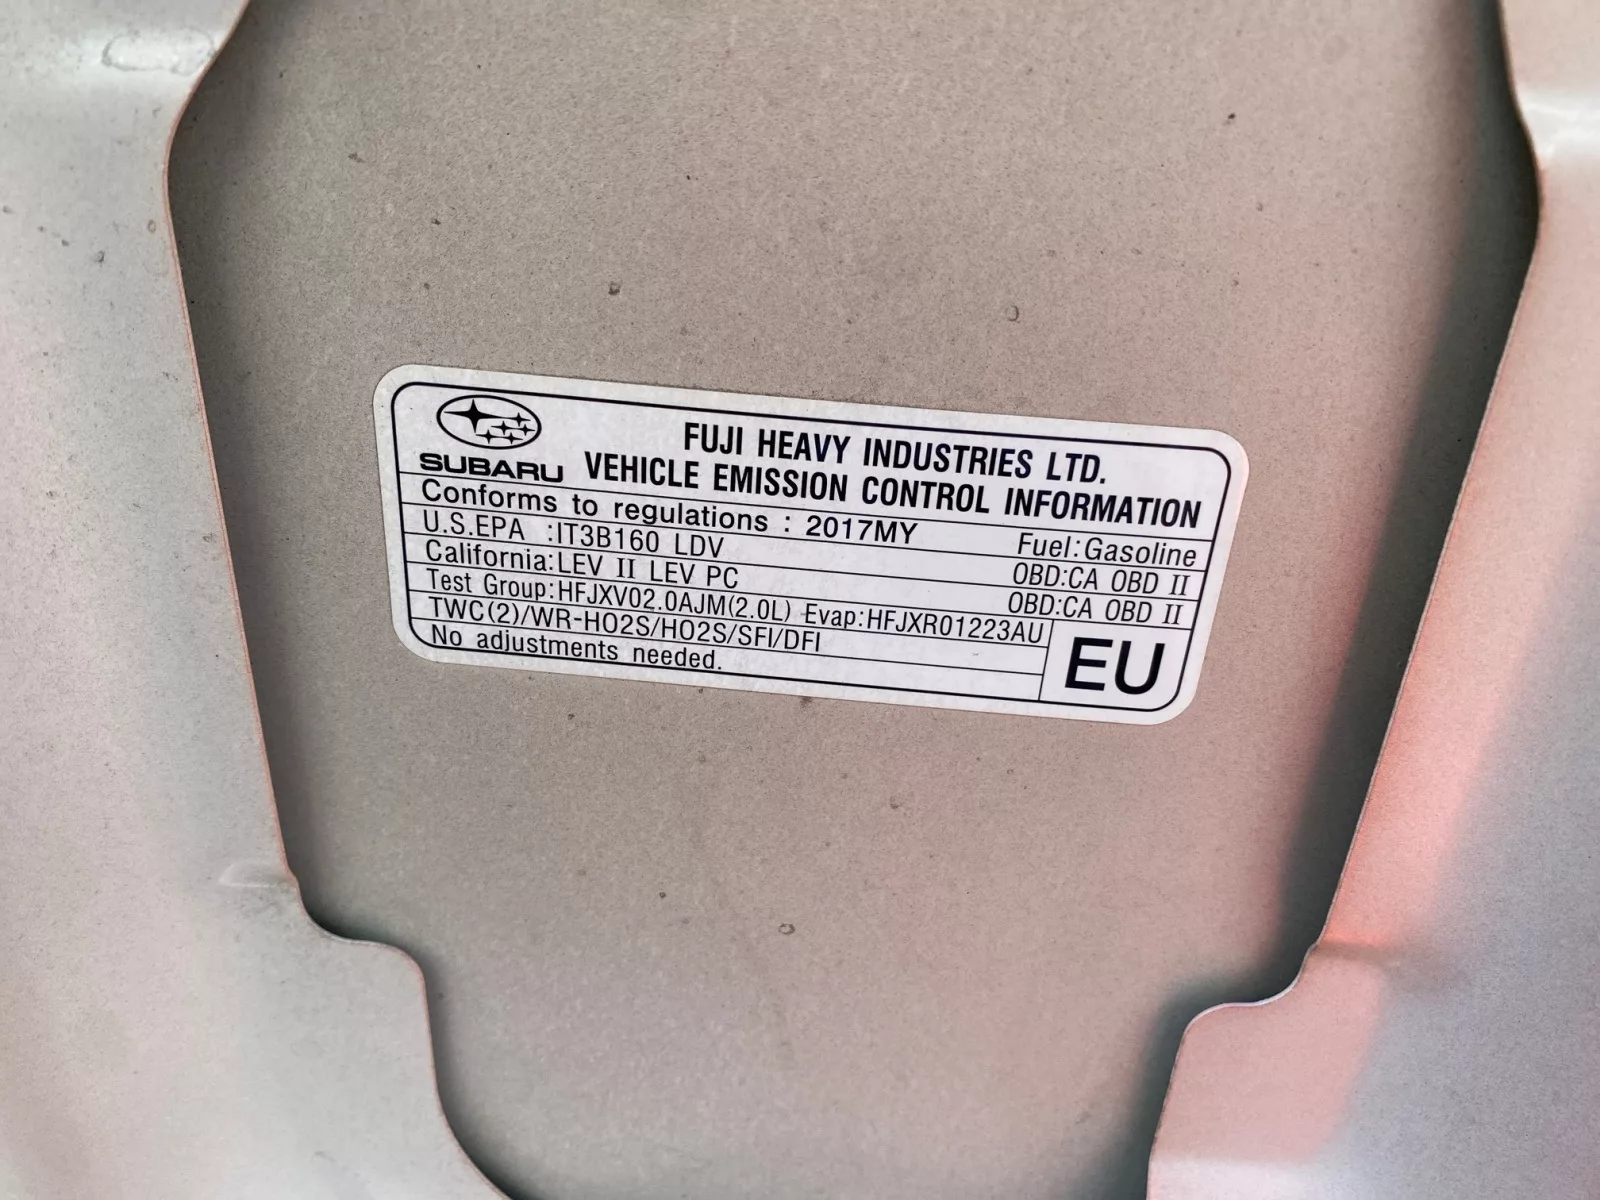 SUBARU
FUJI HEAVY INDUSTRIES LTD.
VEHICLE EMISSION CONTROL INFORMATION
Conforms to regulations : 2017MY Fuel:Gasoline
U.S.EPA :IT3B160 LDV OBD:CA OBD II
California:LEV II LEV PC OBD:CA OBD II
Test Group:HFJXV02.0AJM(2.0L) Evap:HFJXR01223AU
TWC(2)/WR-HO2S/HO2S/SFI/DFI
No adjustments needed.
EU